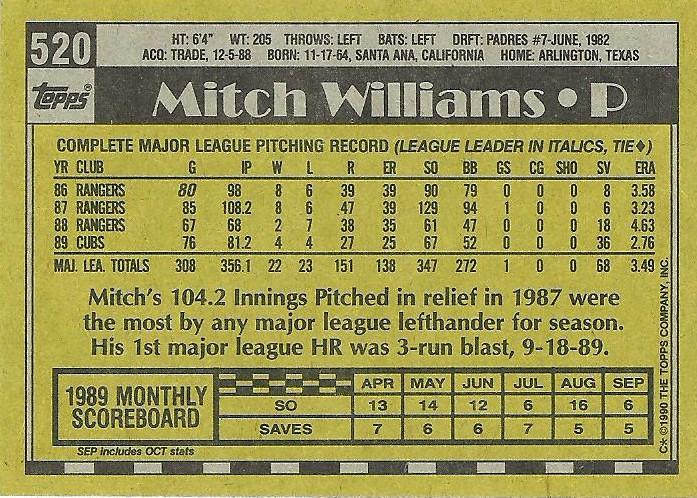 520
HT: 6'4" WT: 205 THROWS: LEFT BATS: LEFT DRFT: PADRES #7-JUNE, 1982
ACQ: TRADE, 12-5-88 BORN: 11-17-64, SANTA ANA, CALIFORNIA HOME: ARLINGTON, TEXAS
TOPPS®
Mitch Williams • P
COMPLETE MAJOR LEAGUE PITCHING RECORD (LEAGUE LEADER IN ITALICS, TIE♦)
YR CLUB G IP W L R ER SO BB GS CG SHO SV ERA
86 RANGERS 80 98 8 6 39 39 90 79 0 0 0 8 3.58
87 RANGERS 85 108.2 8 6 47 39 129 94 1 0 0 6 3.23
88 RANGERS 67 68 2 7 38 35 61 47 0 0 0 18 4.63
89 CUBS 76 81.2 4 4 27 25 67 52 0 0 0 36 2.76
MAJ. LEA. TOTALS 308 356.1 22 23 151 138 347 272 1 0 0 68 3.49
Mitch's 104.2 Innings Pitched in relief in 1987 were
the most by any major league lefthander for season.
His 1st major league HR was 3-run blast, 9-18-89.
1989 MONTHLY
SCOREBOARD
APR MAY JUN JUL AUG SEP
SO 13 14 12 6 16 6
SAVES 7 6 6 7 5 5
SEP includes OCT stats
C* ©1990 THE TOPPS COMPANY, INC.